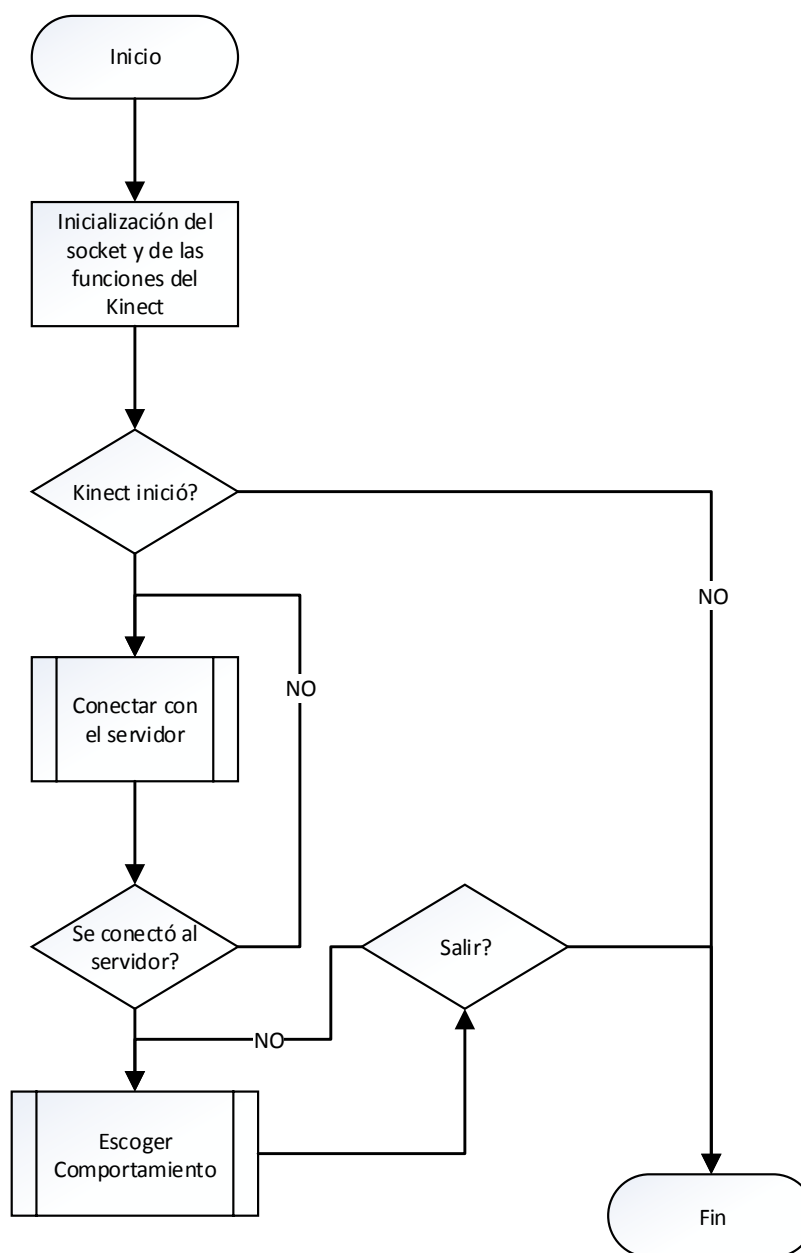 Inicio
Inicialización del
socket y de las
funciones del
Kinect
Kinect inició?
NO
Conectar con
el servidor
NO
Se conectó al
servidor?
Salir?
NO
Escoger
Comportamiento
Fin